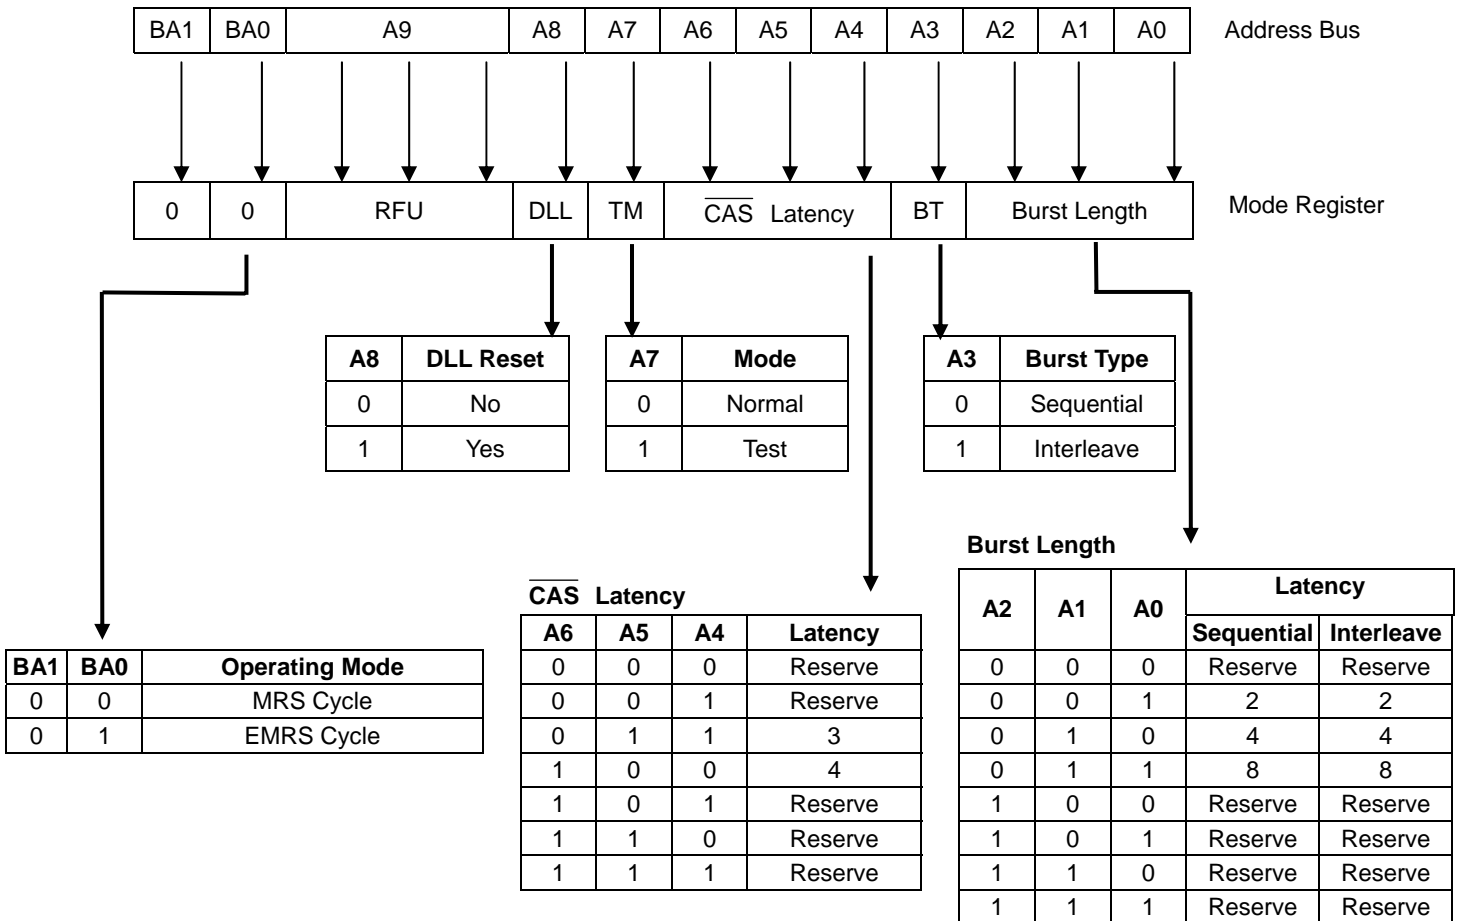 BA1 BA0 A9 A8 A7 A6 A5 A4 A3 A2 A1 A0 Address Bus
0 0 RFU DLL TM CAS Latency BT Burst Length Mode Register
A8 DLL Reset
0 No
1 Yes
A7 Mode
0 Normal
1 Test
A3 Burst Type
0 Sequential
1 Interleave
BA1 BA0 Operating Mode
0 0 MRS Cycle
0 1 EMRS Cycle
CAS Latency
A6 A5 A4 Latency
0 0 0 Reserve
0 0 1 Reserve
0 1 1 3
1 0 0 4
1 0 1 Reserve
1 1 0 Reserve
1 1 1 Reserve
Burst Length
A2 A1 A0 Latency
Sequential Interleave
0 0 0 Reserve Reserve
0 0 1 2 2
0 1 0 4 4
0 1 1 8 8
1 0 0 Reserve Reserve
1 0 1 Reserve Reserve
1 1 0 Reserve Reserve
1 1 1 Reserve Reserve